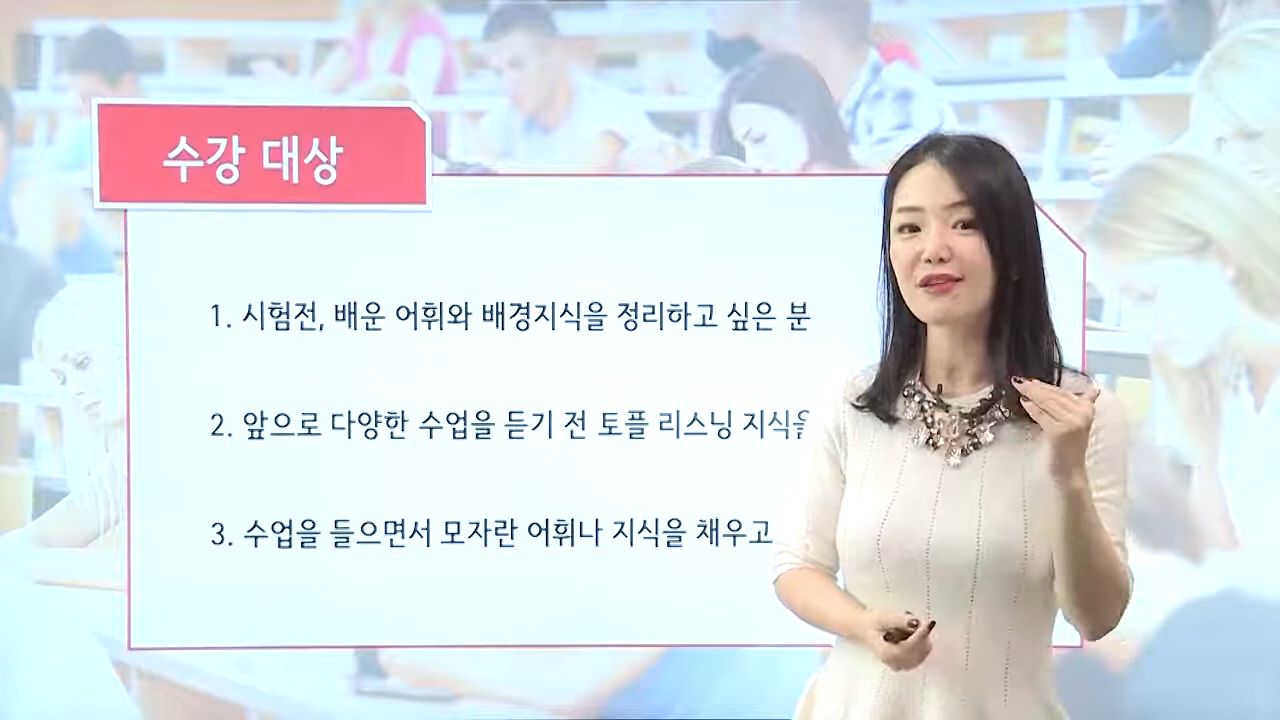 수강 대상
1. 시험전, 배운 어휘와 배경지식을 정리하고 싶은 분
2. 앞으로 다양한 수업을 듣기 전 토플 리스닝 지식을
3. 수업을 들으면서 모자란 어휘나 지식을 채우고